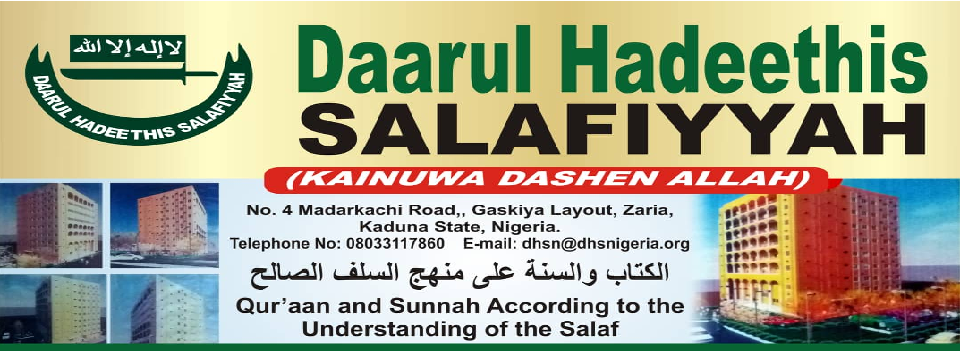 لا إله إلا الله
DAARUL HADEETHIS SALAFIYYAH
Daarul Hadeethis
SALAFIYYAH
(KAINUWA DASHEN ALLAH)
No. 4 Madarkachi Road,, Gaskiya Layout, Zaria,
Kaduna State, Nigeria.
Telephone No: 08033117860 E-mail: dhsn@dhsnigeria.org
الكتاب والسنة على منهج السلف الصالح
Qur'aan and Sunnah According to the
Understanding of the Salaf